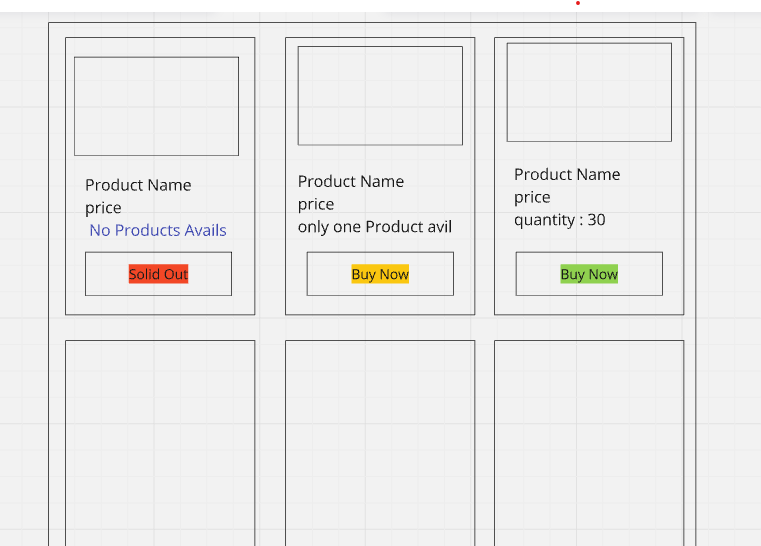 Product Name
price
No Products Avails
Solid Out
Product Name
price
only one Product avil
Buy Now
Product Name
price
quantity : 30
Buy Now